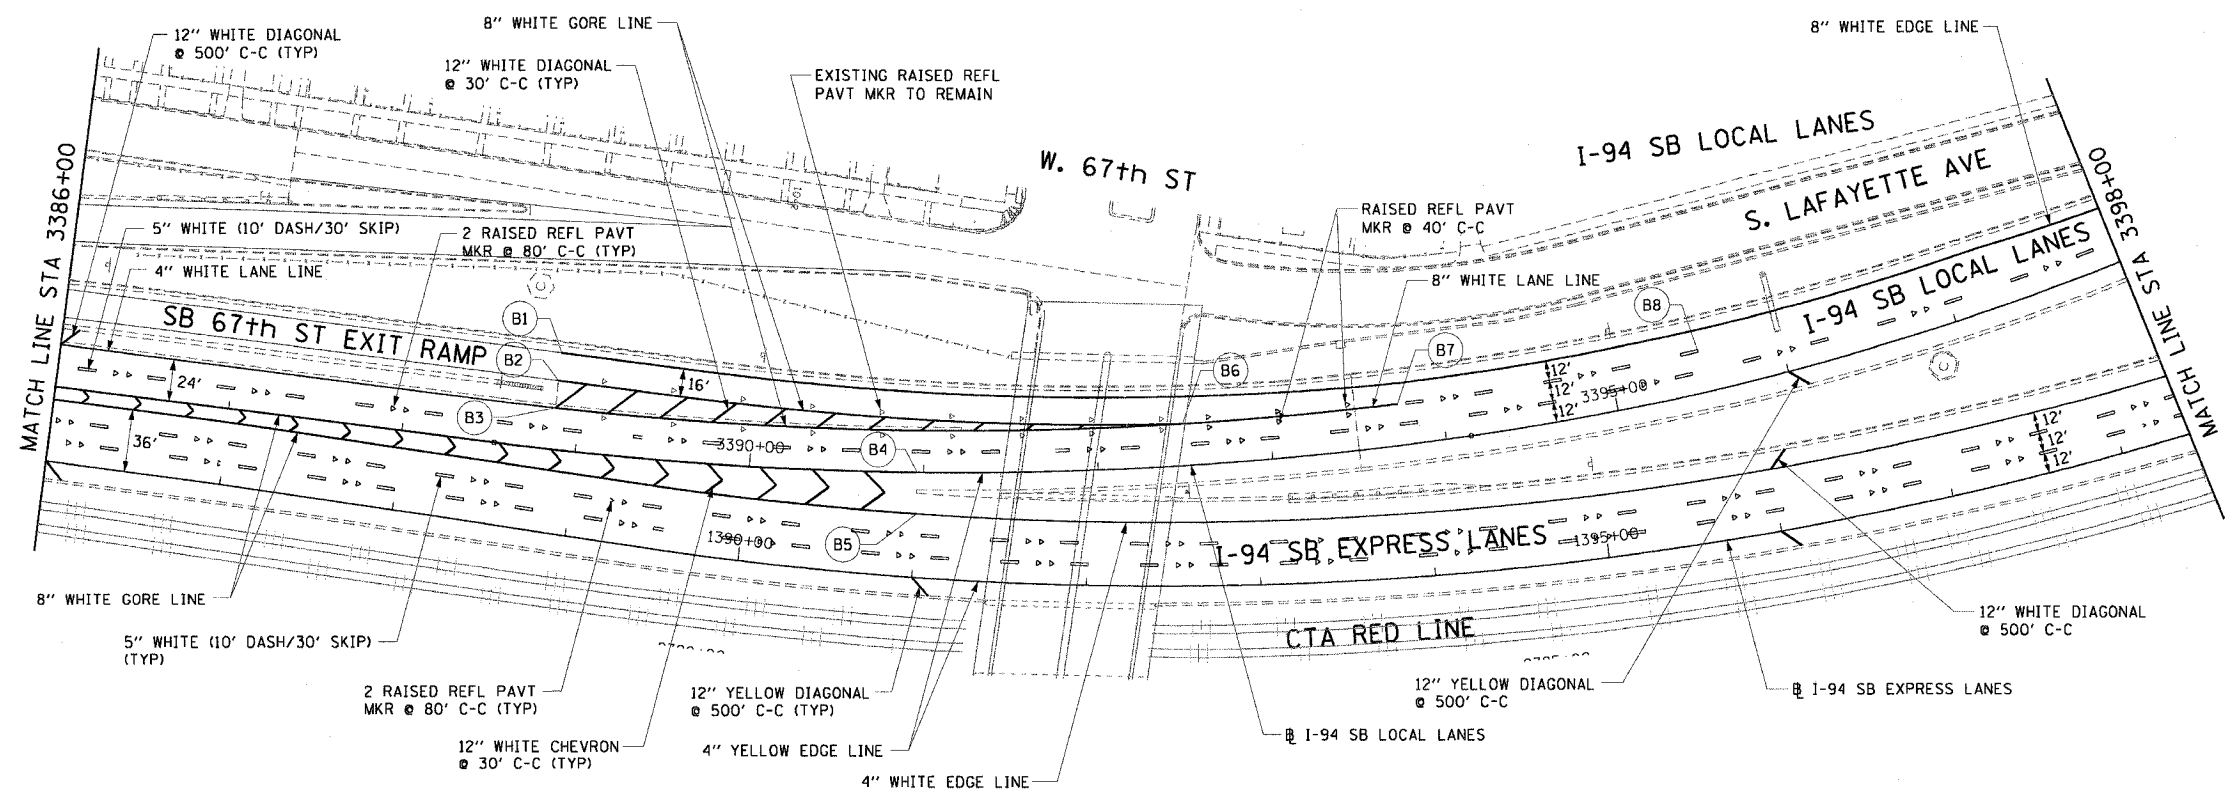 8" WHITE GORE LINE
8" WHITE EDGE LINE
12" WHITE DIAGONAL
@ 500' C-C (TYP)
12" WHITE DIAGONAL
@ 30' C-C (TYP)
EXISTING RAISED REFL
PAVT MKR TO REMAIN
I-94 SB LOCAL LANES
W. 67th ST
S. LAFAYETTE AVE
MATCH LINE STA 3386+00
MATCH LINE STA 3398+00
5" WHITE (10' DASH/30' SKIP)
2 RAISED REFL PAVT
MKR @ 80' C-C (TYP)
RAISED REFL PAVT
MKR @ 40' C-C
4" WHITE LANE LINE
8" WHITE LANE LINE
SB 67th ST EXIT RAMP
I-94 SB LOCAL LANES
B1
B2
B3
B4
B5
B6
B7
B8
24'
16'
36'
12'
12'
12'
3390+00
3395+00
12'
12'
12'
1390+00
I-94 SB EXPRESS LANES
1395+00
8" WHITE GORE LINE
5" WHITE (10' DASH/30' SKIP)
(TYP)
CTA RED LINE
12" WHITE DIAGONAL
@ 500' C-C
2 RAISED REFL PAVT
MKR @ 80' C-C (TYP)
12" YELLOW DIAGONAL
@ 500' C-C (TYP)
12" YELLOW DIAGONAL
@ 500' C-C
℄ I-94 SB EXPRESS LANES
12" WHITE CHEVRON
@ 30' C-C (TYP)
4" YELLOW EDGE LINE
℄ I-94 SB LOCAL LANES
4" WHITE EDGE LINE